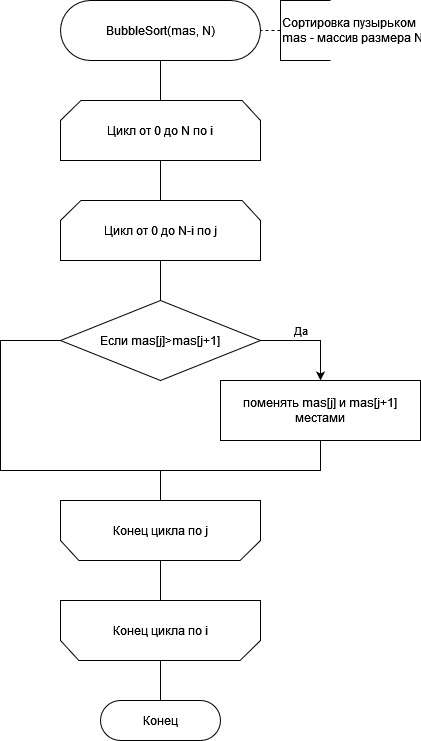 BubbleSort(mas, N)
Сортировка пузырьком
mas - массив размера N
Цикл от 0 до N по i
Цикл от 0 до N-i по j
Если mas[j]>mas[j+1]
Да
поменять mas[j] и mas[j+1]
местами
Конец цикла по j
Конец цикла по i
Конец